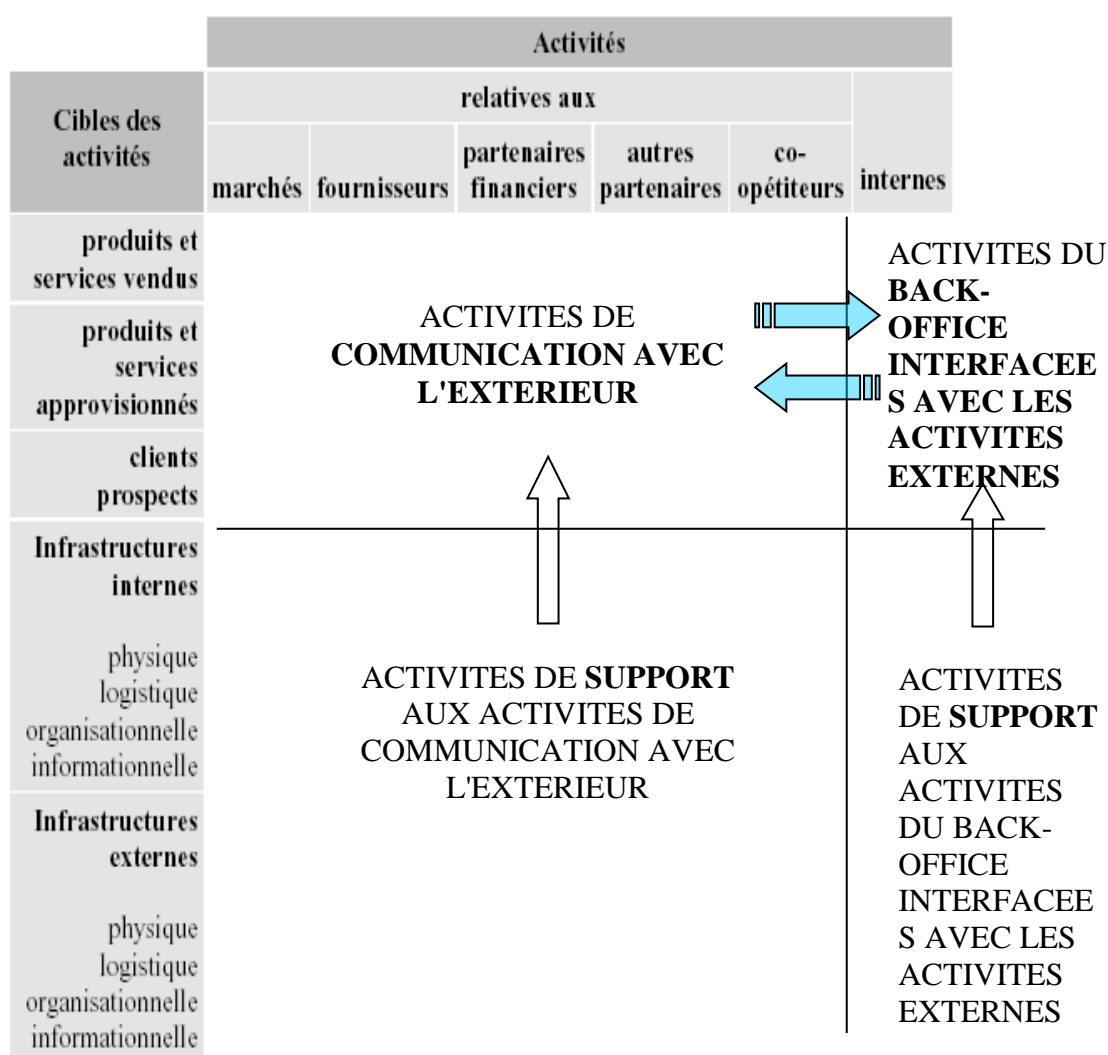 Activités
Cibles des
activités
relatives aux
marchés fournisseurs partenaires
financiers autres
partenaires co-
opétiteurs internes
produits et
services vendus
produits et
services
approvisionnés
clients
prospects
ACTIVITES DE
COMMUNICATION AVEC
L'EXTERIEUR
ACTIVITES DU
BACK-
OFFICE
INTERFACEE
S AVEC LES
ACTIVITES
EXTERNES
Infrastructures
internes
physique
logistique
organisationnelle
informationnelle
Infrastructures
externes
physique
logistique
organisationnelle
informationnelle
ACTIVITES DE SUPPORT
AUX ACTIVITES DE
COMMUNICATION AVEC
L'EXTERIEUR
ACTIVITES
DE SUPPORT
AUX
ACTIVITES
DU BACK-
OFFICE
INTERFACEE
S AVEC LES
ACTIVITES
EXTERNES